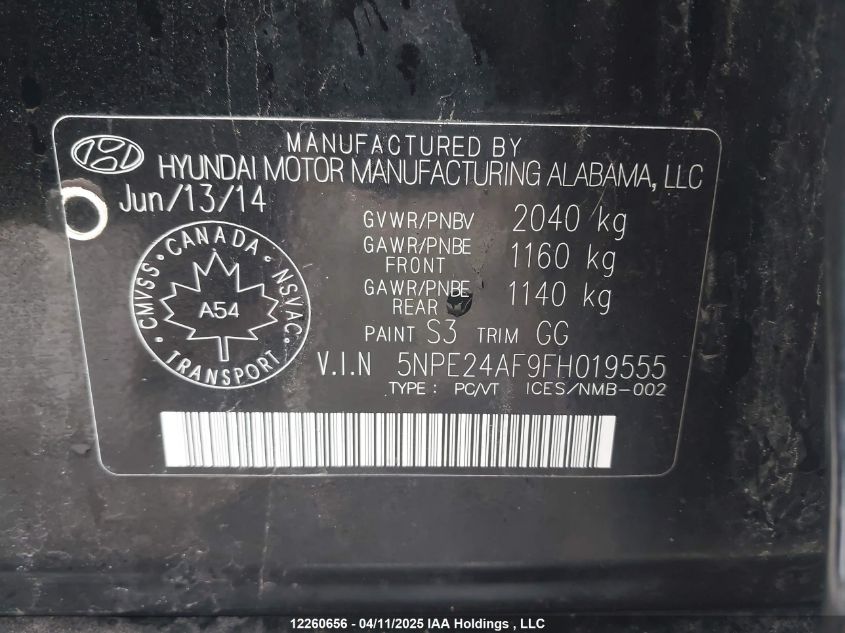 MANUFACTURED BY
HYUNDAI MOTOR MANUFACTURING ALABAMA, LLC
Jun/13/14
GVWR/PNBV 2040 kg
GAWR/PNBE FRONT 1160 kg
GAWR/PNBE REAR 1140 kg
PAINT S3 TRIM GG
CMVSS · CANADA · NSVAC · TRANSPORT ·
A54
V.I.N 5NPE24AF9FH019555
TYPE : PC/VT ICES/NMB-002
12260656 - 04/11/2025 IAA Holdings , LLC